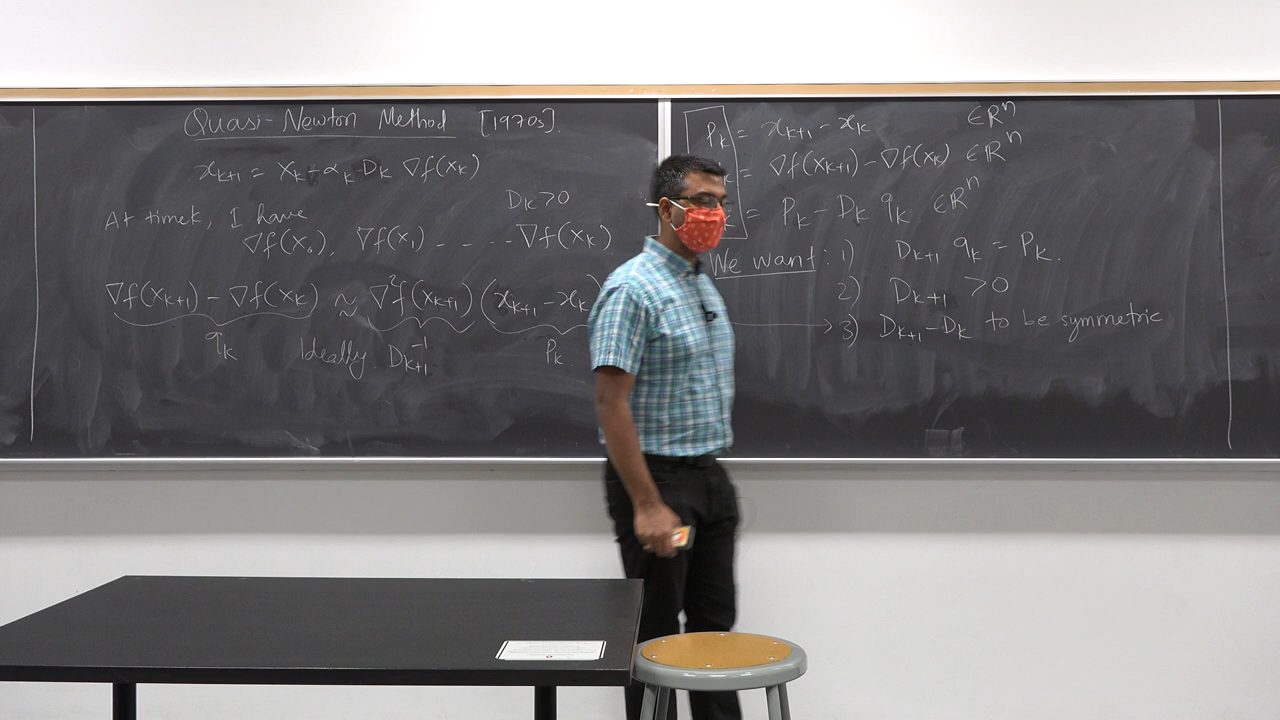 Quasi-Newton Method [1970s].
x_{k+1} = x_k + α_k D_k ∇f(x_k)
D_k > 0
At time k, I have
∇f(x_0), ∇f(x_1) - - - - . ∇f(x_k)
∇f(x_{k+1}) - ∇f(x_k) ≈ ∇²f(x_{k+1}) (x_{k+1} - x_k)
q_k Ideally D_{k+1}^{-1} P_k
P_k = x_{k+1} - x_k ∈ R^n
= ∇f(x_{k+1}) - ∇f(x_k) ∈ R^n
= P_k - D_k q_k ∈ R^n
We want: 1) D_{k+1} q_k = P_k.
2) D_{k+1} > 0
3) D_{k+1} - D_k to be symmetric